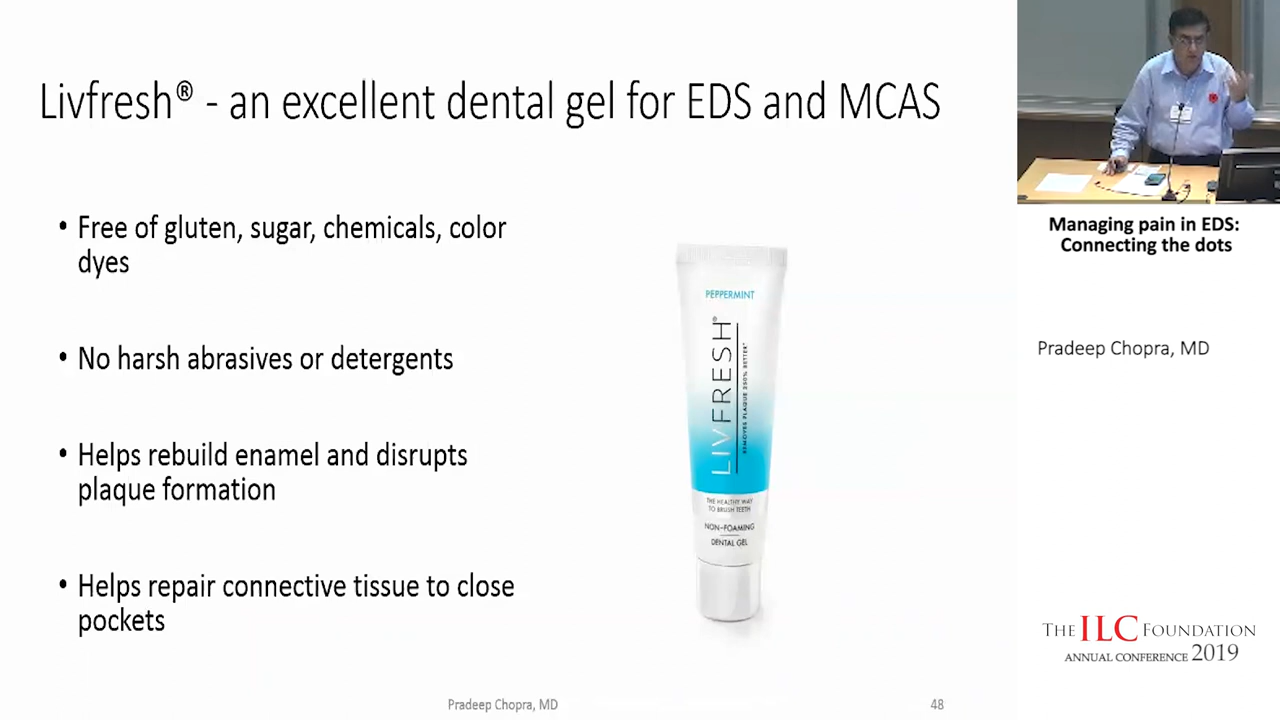 Livfresh® - an excellent dental gel for EDS and MCAS
• Free of gluten, sugar, chemicals, color
dyes
• No harsh abrasives or detergents
• Helps rebuild enamel and disrupts
plaque formation
• Helps repair connective tissue to close
pockets
PEPPERMINT
LIVFRESH®
REMOVES PLAQUE 250% BETTER*
THE HEALTHY WAY
TO BRUSH TEETH
NON-FOAMING
DENTAL GEL
Pradeep Chopra, MD
48
Managing pain in EDS:
Connecting the dots
Pradeep Chopra, MD
THE ILC FOUNDATION
ANNUAL CONFERENCE 2019